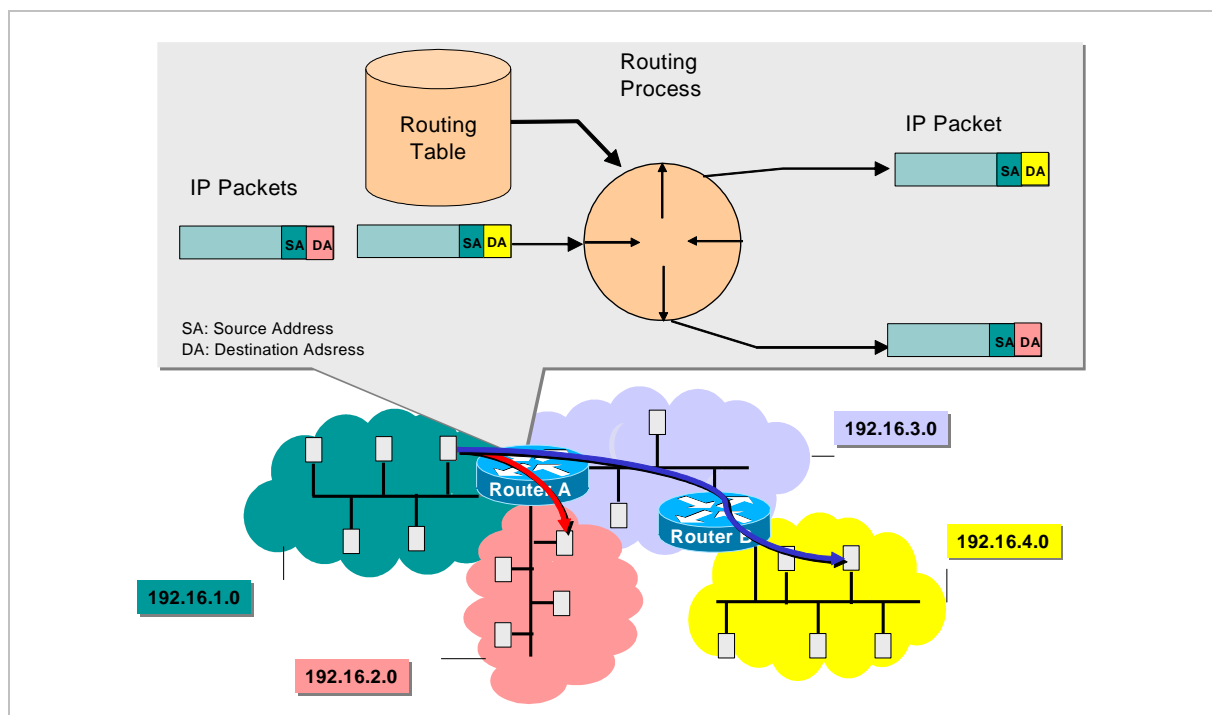 Routing
Process
Routing
Table
IP Packet
SA DA
IP Packets
SA DA
SA DA
SA: Source Address
DA: Destination Adsress
SA DA
192.16.3.0
Router A
Router B
192.16.4.0
192.16.1.0
192.16.2.0